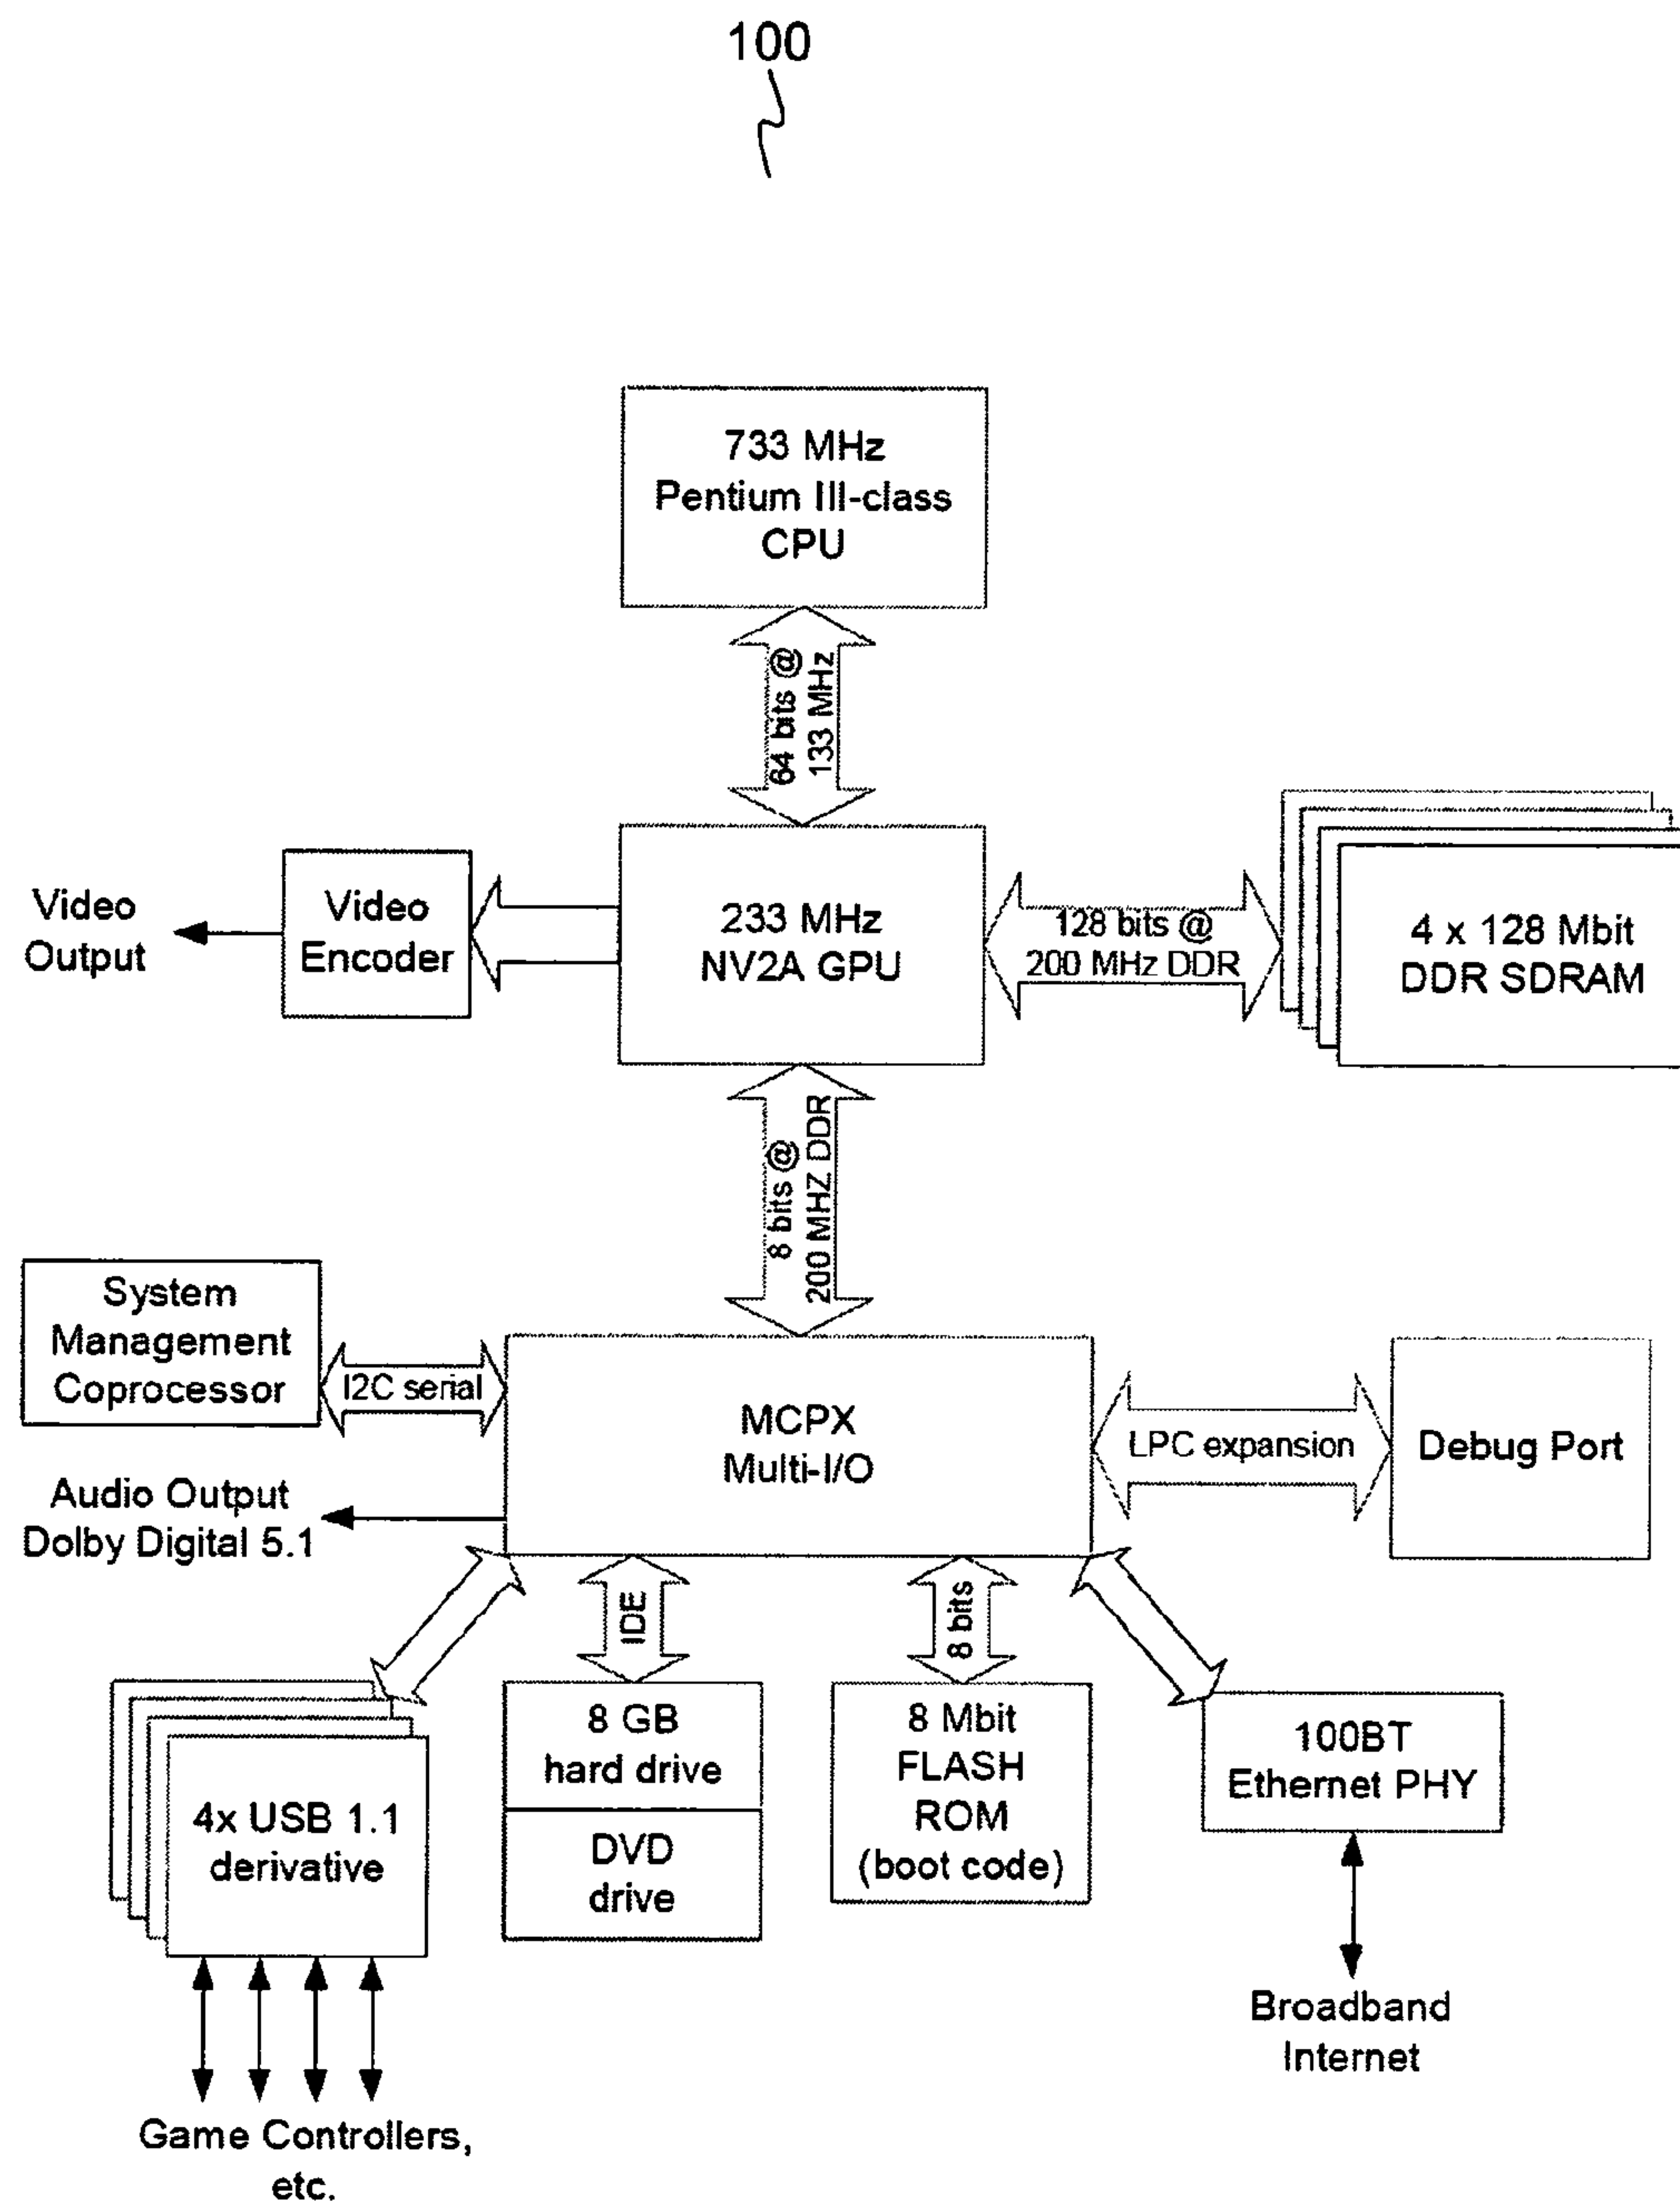 100
733 MHz
Pentium III-class
CPU
64 bits @
133 MHz
Video
Output
Video
Encoder
233 MHz
NV2A GPU
128 bits @
200 MHz DDR
4 x 128 Mbit
DDR SDRAM
8 bits @
200 MHZ DDR
System
Management
Coprocessor
I2C serial
MCPX
Multi-I/O
LPC expansion
Debug Port
Audio Output
Dolby Digital 5.1
IDE
8 bits
4x USB 1.1
derivative
8 GB
hard drive
DVD
drive
8 Mbit
FLASH
ROM
(boot code)
100BT
Ethernet PHY
Broadband
Internet
Game Controllers,
etc.